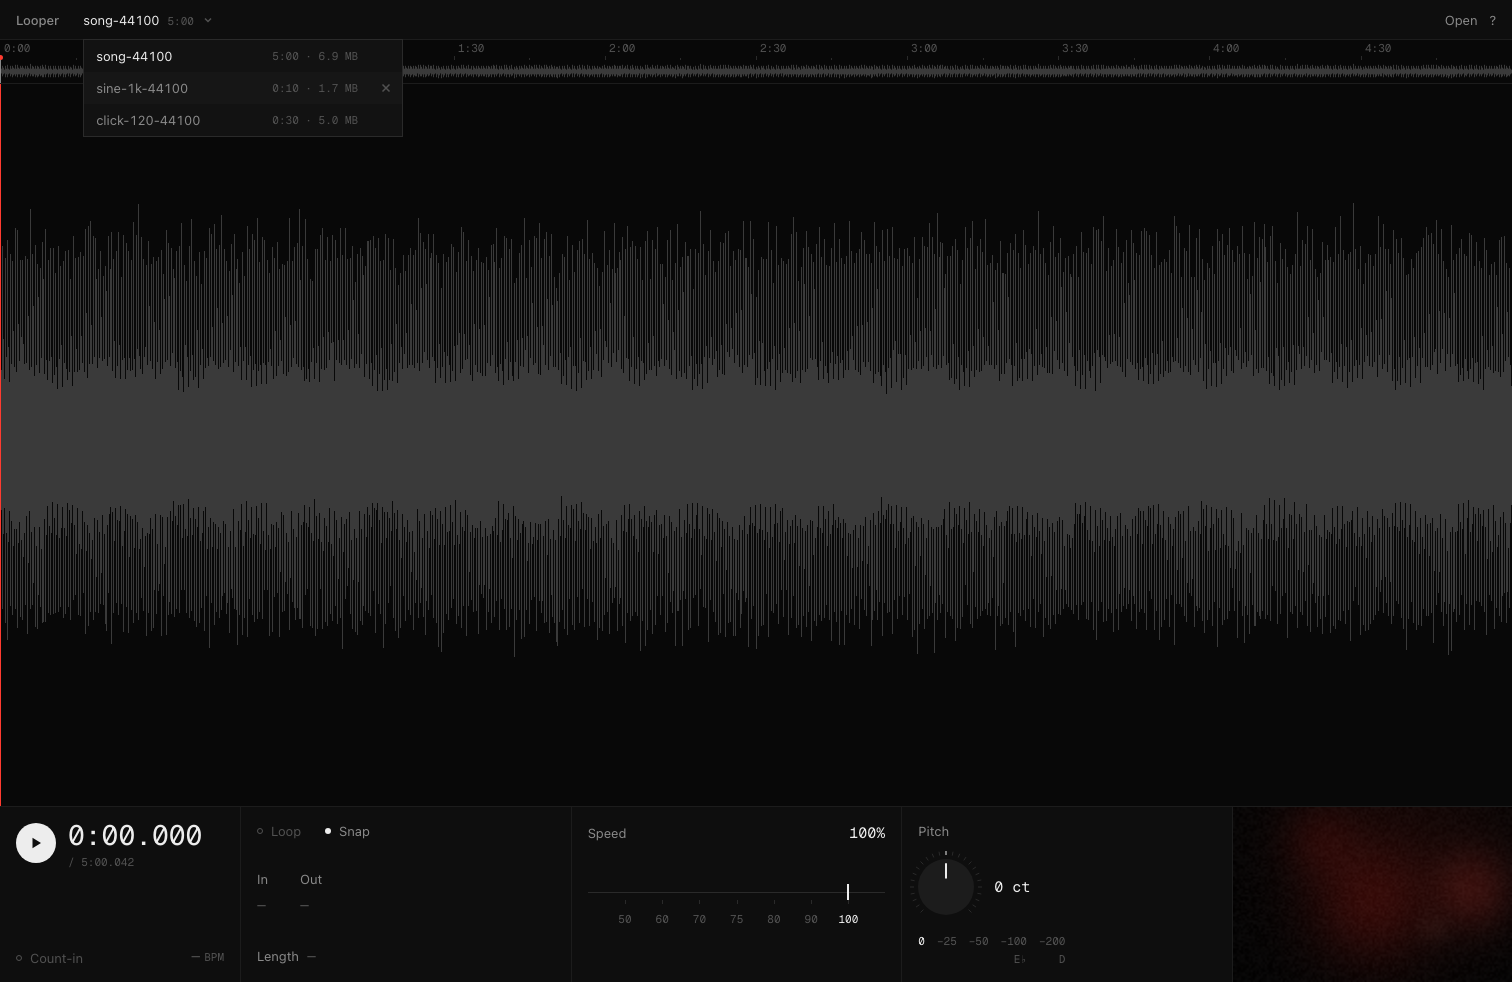 Looper song-44100 5:00 Open ?
0:00 1:30 2:00 2:30 3:00 3:30 4:00 4:30
song-44100 5:00 · 6.9 MB
sine-1k-44100 0:10 · 1.7 MB ×
click-120-44100 0:30 · 5.0 MB
0:00.000
/ 5:00.042
Count-in — BPM
Loop Snap
In Out
— —
Length —
Speed 100%
50 60 70 75 80 90 100
Pitch
0 ct
0 -25 -50 -100 -200
E♭ D